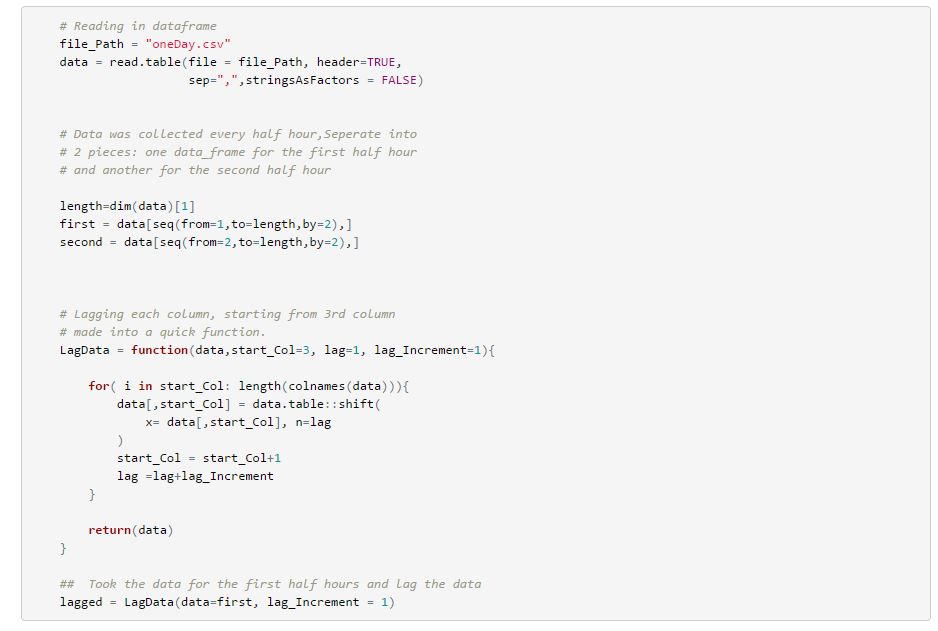 # Reading in dataframe
file_Path = "oneDay.csv"
data = read.table(file = file_Path, header=TRUE,
sep=",",stringsAsFactors = FALSE)
# Data was collected every half hour,Seperate into
# 2 pieces: one data_frame for the first half hour
# and another for the second half hour
length=dim(data)[1]
first = data[seq(from=1,to=length,by=2),]
second = data[seq(from=2,to=length,by=2),]
# Lagging each column, starting from 3rd column
# made into a quick function.
LagData = function(data,start_Col=3, lag=1, lag_Increment=1){
for( i in start_Col: length(colnames(data))){
data[,start_Col] = data.table::shift(
x= data[,start_Col], n=lag
)
start_Col = start_Col+1
lag =lag+lag_Increment
}
return(data)
}
## Took the data for the first half hours and lag the data
lagged = LagData(data=first, lag_Increment = 1)